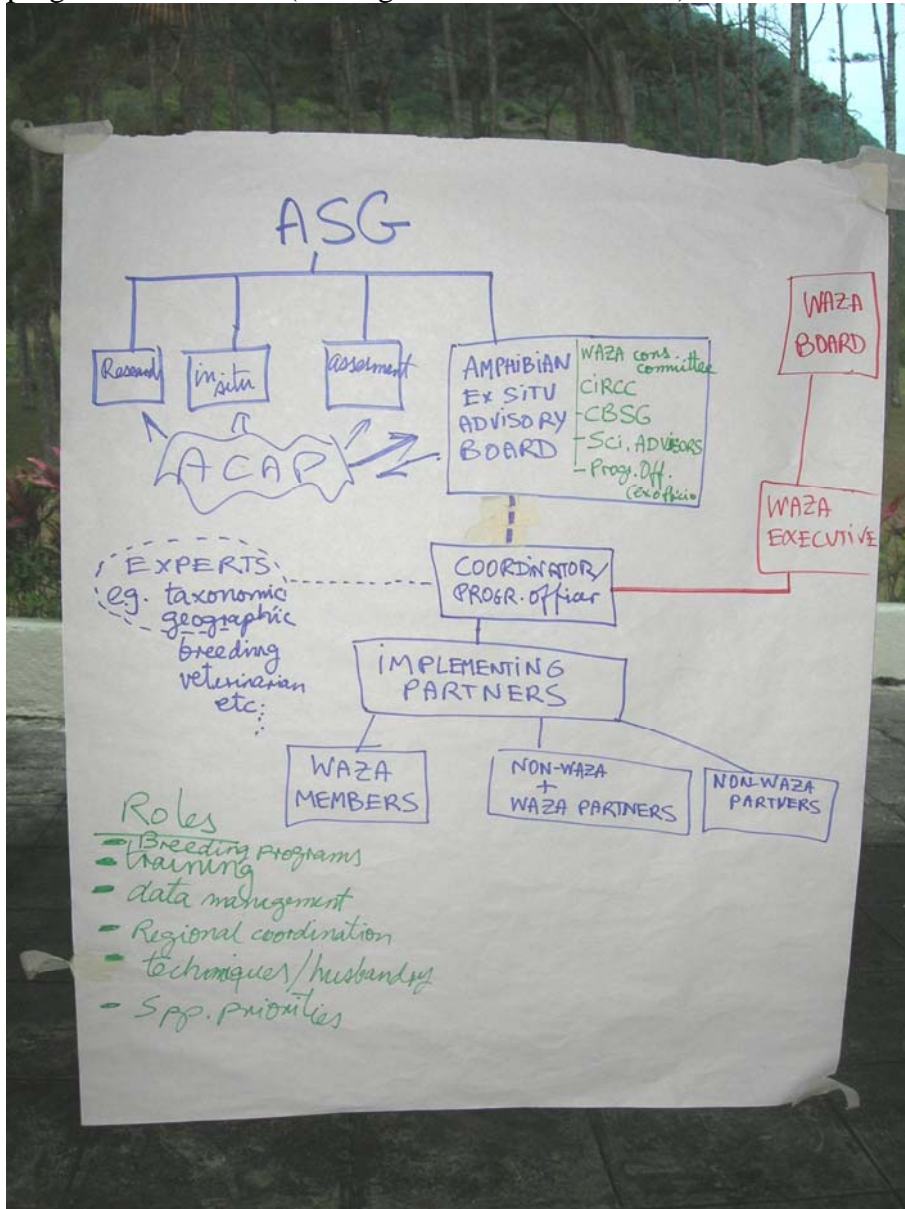 ASG
WAZA
BOARD
Research
in-situ
assesment
AMPHIBIAN
EX SITU
ADVISORY
BOARD
WAZA cons.
committee
CIRCC
- CBSG
- Sci. ADVISORS
- Progr. Off.
(ex officio
ACAP
WAZA
EXECUTIVE
EXPERTS
e.g. taxonomic
geographic
breeding
veterinarian
etc.
COORDINATOR/
PROGR. officer
IMPLEMENTING
PARTNERS
WAZA
MEMBERS
NON-WAZA
+
WAZA PARTNERS
NON-WAZA
PARTNERS
Roles
- Breeding programs
- training
- data management
- Regional coordination
- techniques/husbandry
- Spp. priorities